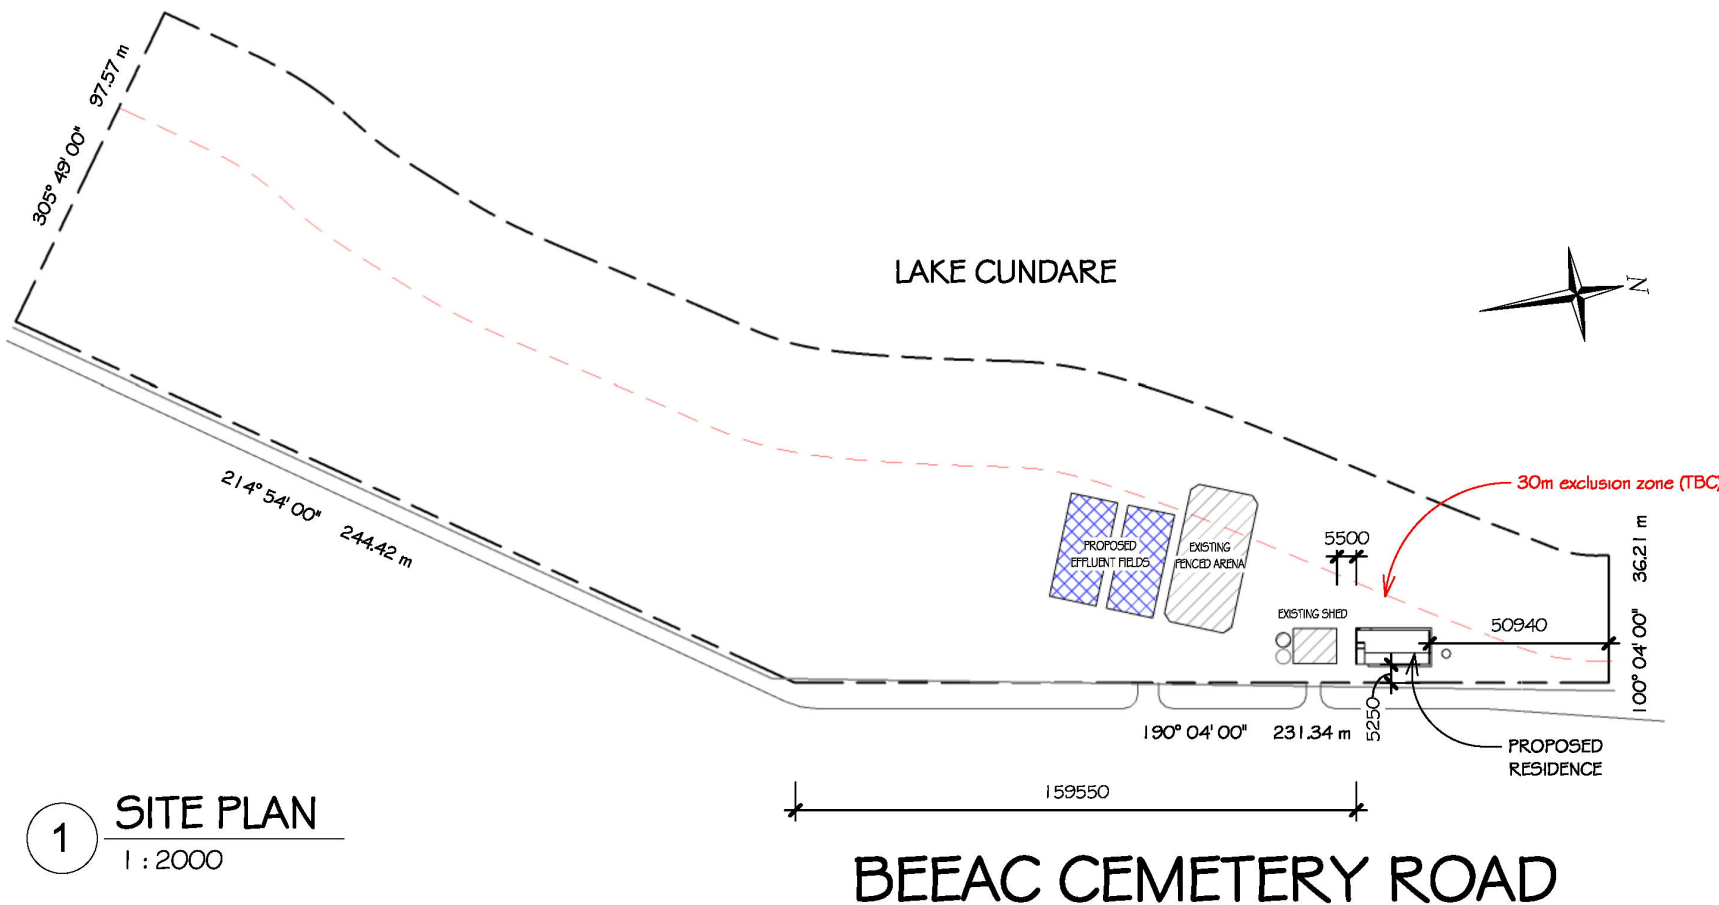 97.57 m
305° 49' 00"
LAKE CUNDARE
N
30m exclusion zone (TBC)
214° 54' 00"
244.42 m
PROPOSED
EFFLUENT FIELDS
EXISTING
FENCED ARENA
5500
36.21 m
EXISTING SHED
50940
100° 04' 00"
5250
190° 04' 00" 231.34 m
PROPOSED
RESIDENCE
159550
1 SITE PLAN
1 : 2000
BEEAC CEMETERY ROAD